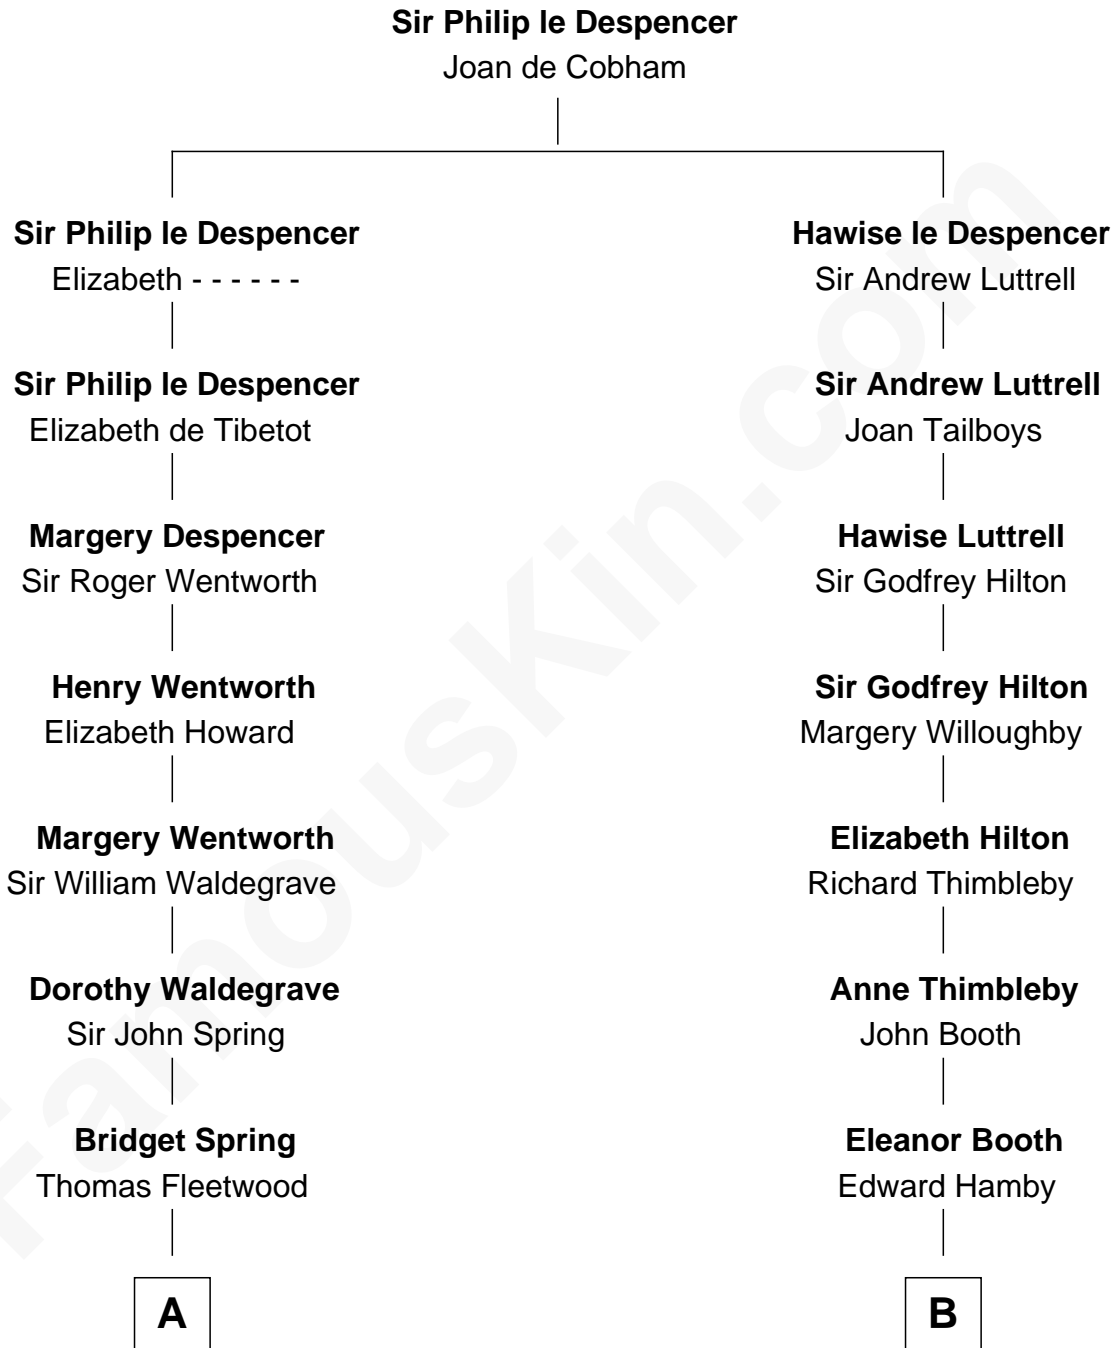 Sir Philip le Despencer
Joan de Cobham
Sir Philip le Despencer
Elizabeth - - - - - -
Hawise le Despencer
Sir Andrew Luttrell
Sir Philip le Despencer
Elizabeth de Tibetot
Sir Andrew Luttrell
Joan Tailboys
Margery Despencer
Sir Roger Wentworth
Hawise Luttrell
Sir Godfrey Hilton
Henry Wentworth
Elizabeth Howard
Sir Godfrey Hilton
Margery Willoughby
Margery Wentworth
Sir William Waldegrave
Elizabeth Hilton
Richard Thimbleby
Dorothy Waldegrave
Sir John Spring
Anne Thimbleby
John Booth
Bridget Spring
Thomas Fleetwood
Eleanor Booth
Edward Hamby
A
B
FamousKin.com